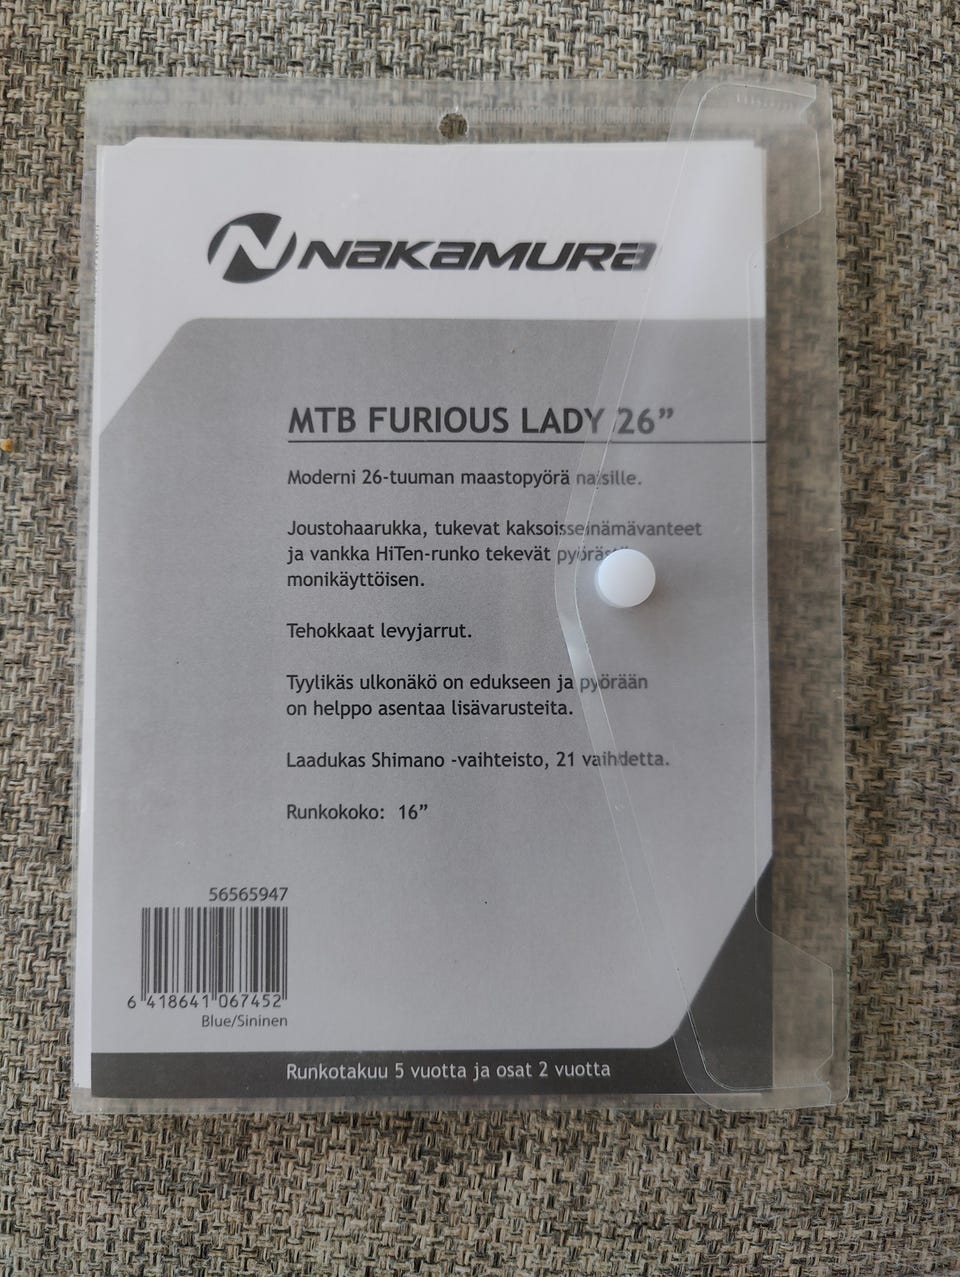 NAKAMURA
MTB FURIOUS LADY 26”
Moderni 26-tuuman maastopyörä naisille.
Joustohaarukka, tukevat kaksoisseinämävanteet
ja vankka HiTen-runko tekevät pyörästä
monikäyttöisen.
Tehokkaat levyjarrut.
Tyylikäs ulkonäkö on edukseen ja pyörään
on helppo asentaa lisävarusteita.
Laadukas Shimano -vaihteisto, 21 vaihdetta.
Runkokoko: 16”
56565947
6 418641 067452
Blue/Sininen
Runkotakuu 5 vuotta ja osat 2 vuotta